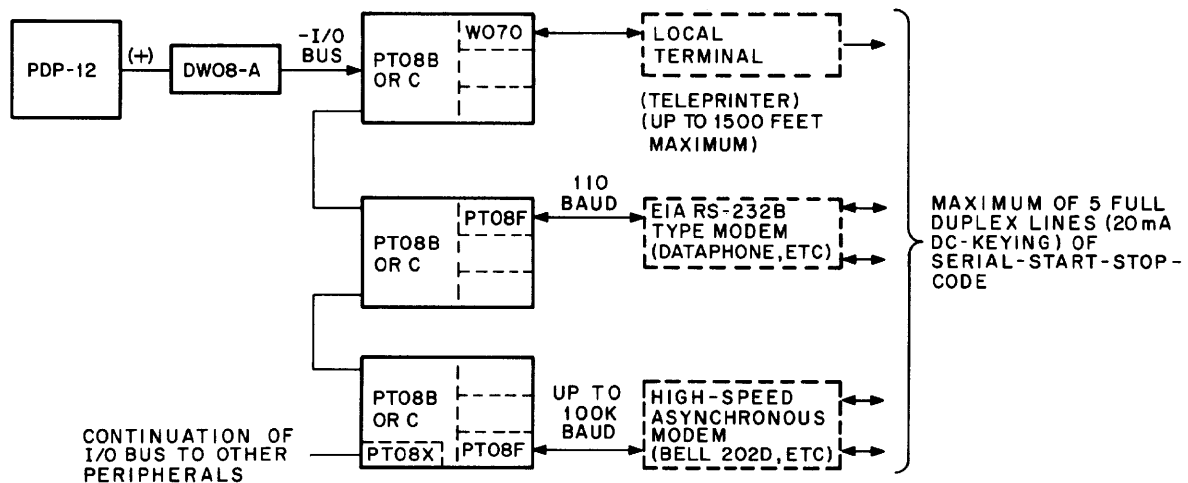 PDP-12
(+)
DW08-A
-I/O
BUS
PT08B
OR C
W070
LOCAL
TERMINAL
(TELEPRINTER)
(UP TO 1500 FEET
MAXIMUM)
PT08B
OR C
PT08F
110
BAUD
EIA RS-232B
TYPE MODEM
(DATAPHONE, ETC)
MAXIMUM OF 5 FULL
DUPLEX LINES (20mA
DC-KEYING) OF
SERIAL-START-STOP-
CODE
PT08B
OR C
PT08X
PT08F
UP TO
100K
BAUD
HIGH-SPEED
ASYNCHRONOUS
MODEM
(BELL 202D, ETC)
CONTINUATION OF
I/O BUS TO OTHER
PERIPHERALS